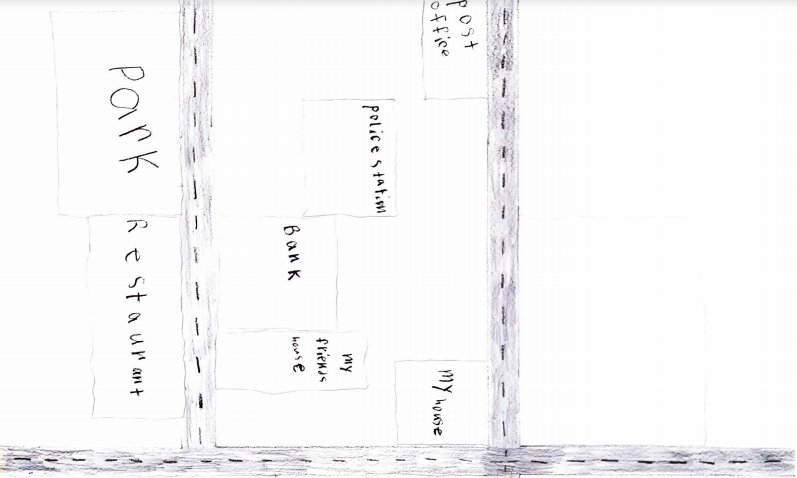 post
office
my house
police station
my
friends
house
Bank
park
Restaurant